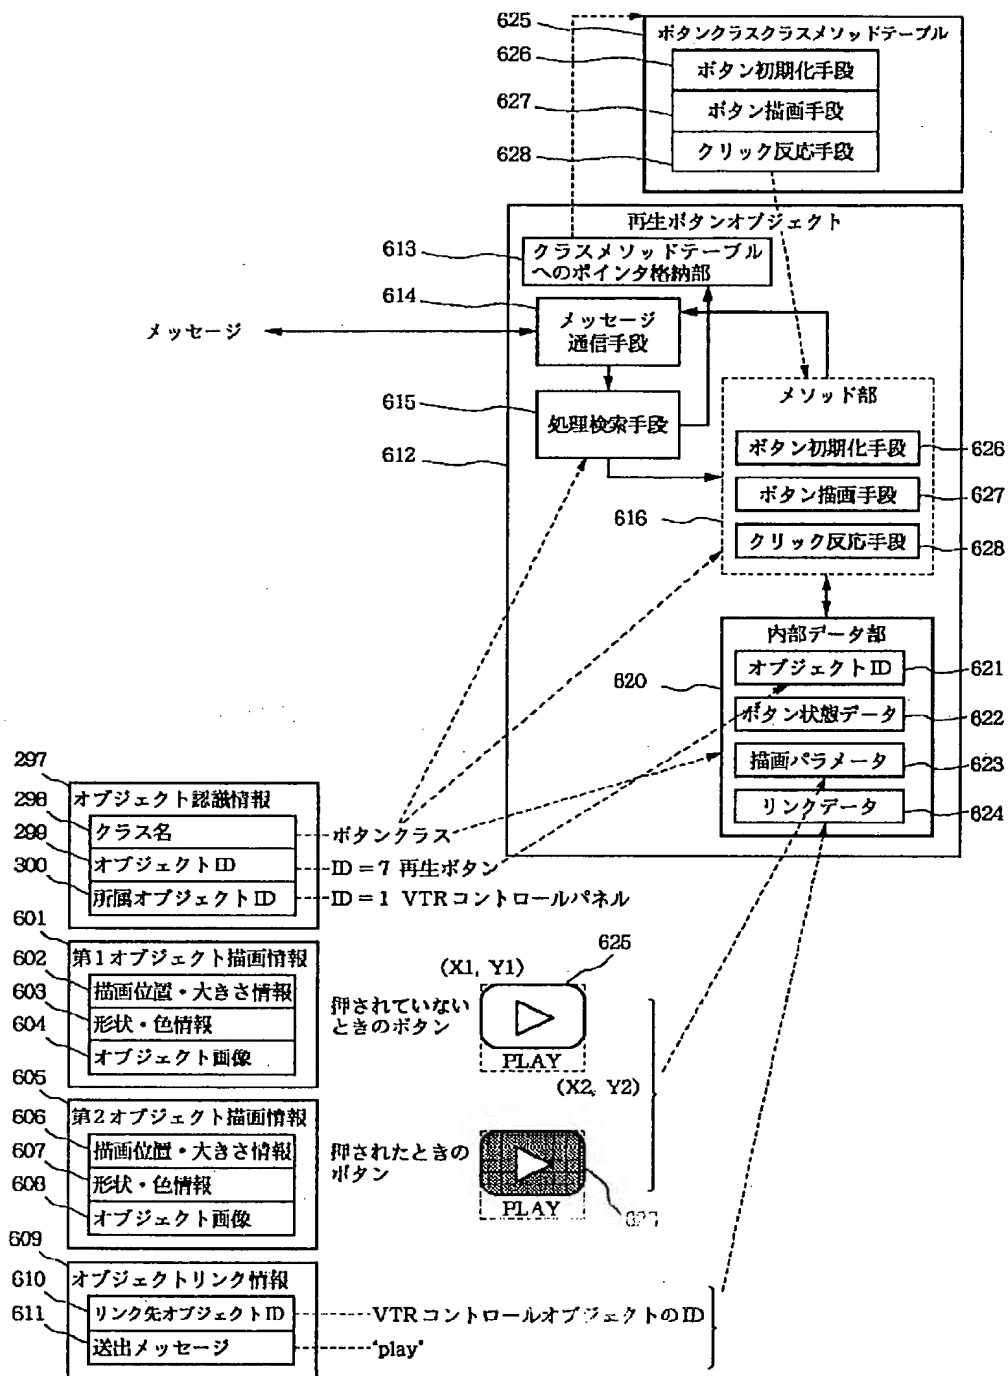 625
ボタンクラスクラスメソッドテーブル
626
ボタン初期化手段
627
ボタン描画手段
628
クリック反応手段
再生ボタンオブジェクト
613
クラスメソッドテーブル
へのポインタ格納部
614
メッセージ
メッセージ
通信手段
615
処理検索手段
612
メソッド部
ボタン初期化手段
626
ボタン描画手段
627
616
クリック反応手段
628
内部データ部
オブジェクトID
621
620
ボタン状態データ
622
描画パラメータ
623
リンクデータ
624
297
オブジェクト認識情報
298
クラス名
ボタンクラス
299
オブジェクトID
ID=7 再生ボタン
300
所属オブジェクトID
ID=1 VTRコントロールパネル
601
第1オブジェクト描画情報
602
描画位置・大きさ情報
603
形状・色情報
604
オブジェクト画像
押されていない
ときのボタン
(X1, Y1)
625
PLAY
(X2, Y2)
605
第2オブジェクト描画情報
606
描画位置・大きさ情報
607
形状・色情報
608
オブジェクト画像
押されたときの
ボタン
PLAY
609
オブジェクトリンク情報
610
リンク先オブジェクトID
VTRコントロールオブジェクトのID
611
送出メッセージ
'play'